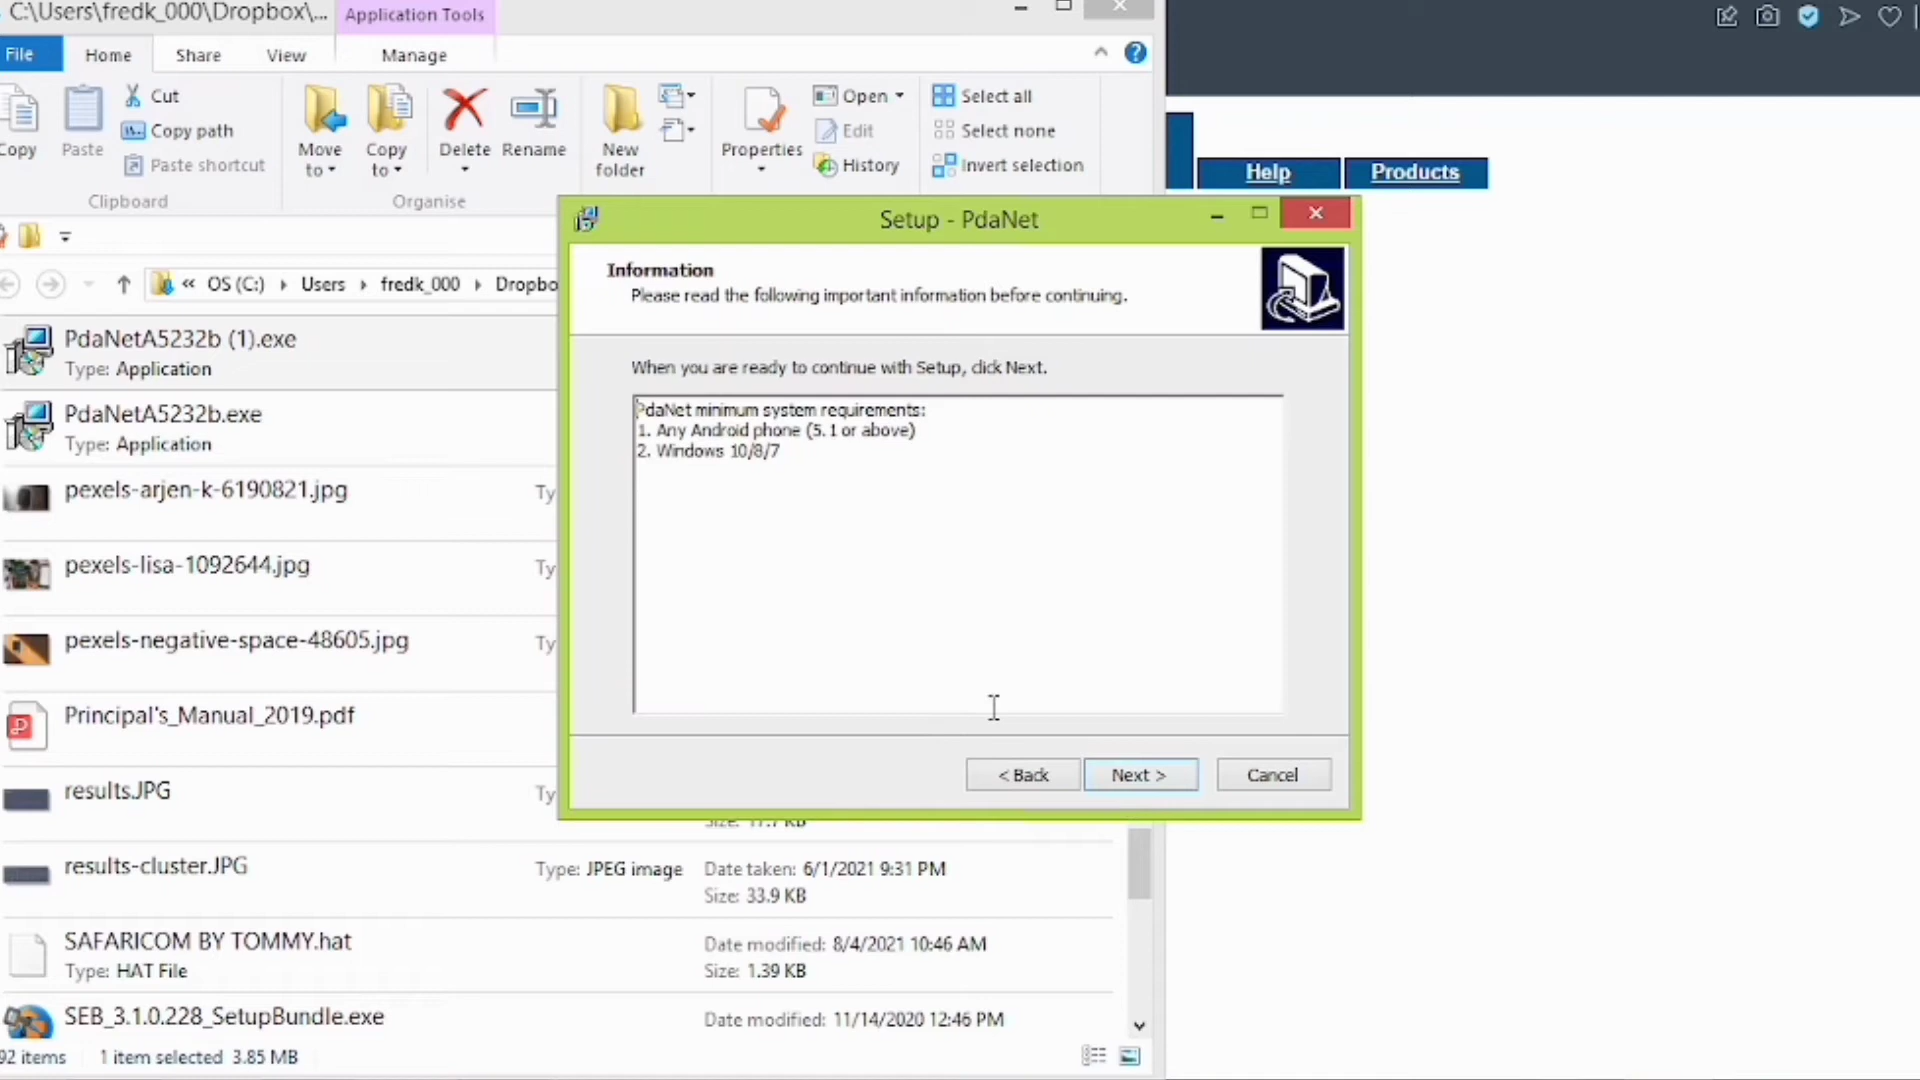 C:\Users\fredk_000\Dropbox\...
Application Tools
File
Home
Share
View
Manage
Copy
Paste
Cut
Copy path
Paste shortcut
Clipboard
Move to
Copy to
Delete
Rename
Organise
New folder
Properties
Open
Edit
History
Select all
Select none
Invert selection
Help
Products
« OS (C:)
Users
fredk_000
Setup - PdaNet
Information
Please read the following important information before continuing.
When you are ready to continue with Setup, click Next.
PdaNet minimum system requirements:
1. Any Android phone (5.1 or above)
2. Windows 10/8/7
< Back
Next >
Cancel
PdaNetA5232b (1).exe
Type: Application
PdaNetA5232b.exe
Type: Application
pexels-arjen-k-6190821.jpg
pexels-lisa-1092644.jpg
pexels-negative-space-48605.jpg
Principal's_Manual_2019.pdf
results.JPG
results-cluster.JPG
Type: JPEG image
Date taken: 6/1/2021 9:31 PM
Size: 33.9 KB
SAFARICOM BY TOMMY.hat
Type: HAT File
Date modified: 8/4/2021 10:46 AM
Size: 1.39 KB
SEB_3.1.0.228_SetupBundle.exe
Date modified: 11/14/2020 12:46 PM
92 items
1 item selected 3.85 MB